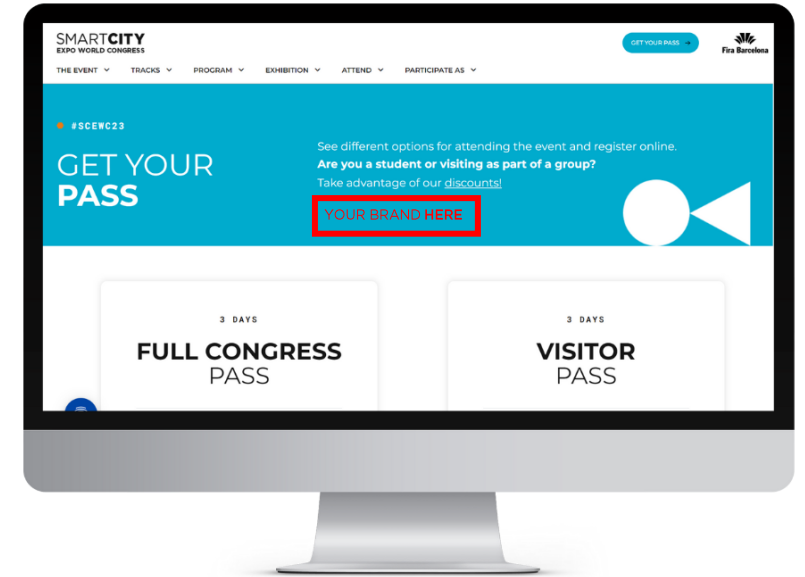 SMARTCITY
EXPO WORLD CONGRESS
GET YOUR PASS
Fira Barcelona
THE EVENT
TRACKS
PROGRAM
EXHIBITION
ATTEND
PARTICIPATE AS
#SCEWC23
GET YOUR
PASS
See different options for attending the event and register online.
Are you a student or visiting as part of a group?
Take advantage of our discounts!
YOUR BRAND HERE
3 DAYS
FULL CONGRESS
PASS
3 DAYS
VISITOR
PASS